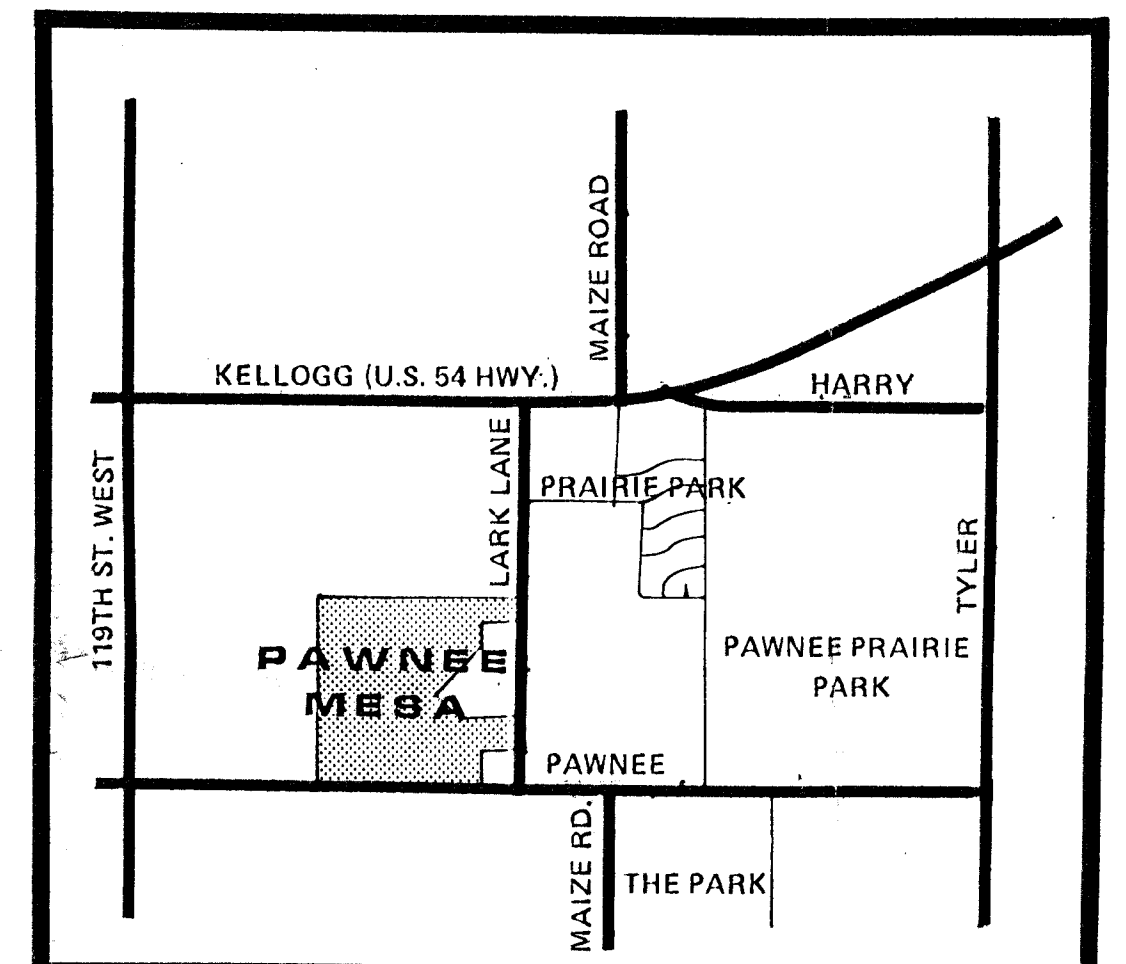 MAIZE ROAD
KELLOGG (U.S. 54 HWY.)
HARRY
119TH ST. WEST
LARK LANE
PRAIRIE PARK
TYLER
PAWNEE
MESA
PAWNEE PRAIRIE
PARK
PAWNEE
MAIZE RD.
THE PARK